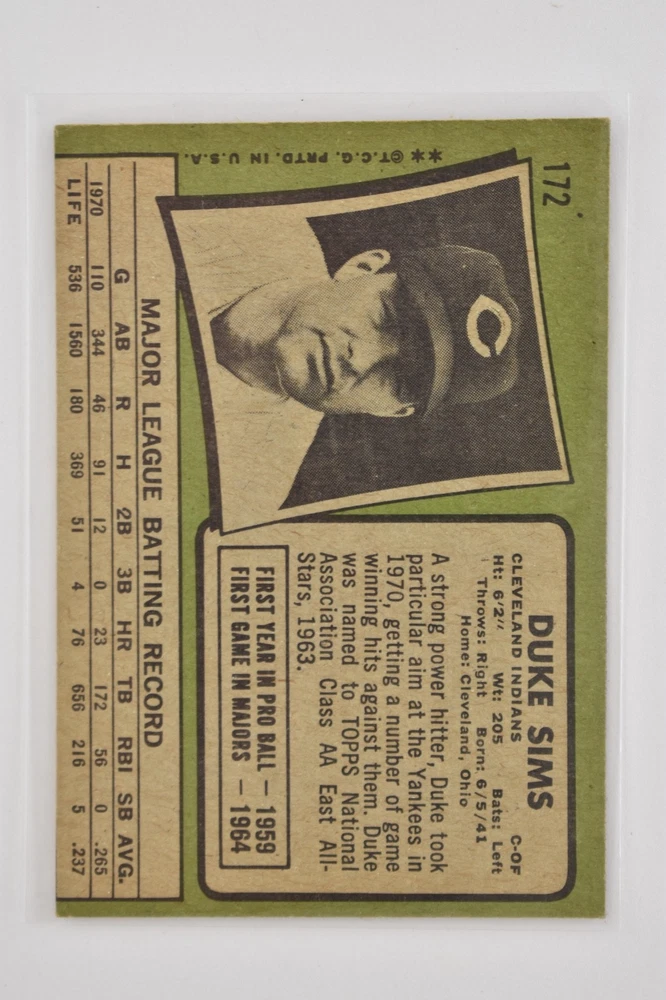 172
**©T.C.G. PRTD. IN U.S.A.
C
DUKE SIMS
CLEVELAND INDIANS C-OF
Ht: 6'2" Wt: 205 Bats: Left
Throws: Right Born: 6/5/41
Home: Cleveland, Ohio
A strong power hitter, Duke took
particular aim at the Yankees in
1970, getting a number of game
winning hits against them. Duke
was named to TOPPS National
Association Class AA East All-
Stars, 1963.
FIRST YEAR IN PRO BALL — 1959
FIRST GAME IN MAJORS — 1964
MAJOR LEAGUE BATTING RECORD
G AB R H 2B 3B HR TB RBI SB AVG.
1970 110 344 46 91 12 0 23 172 56 0 .265
LIFE 536 1560 180 369 51 4 76 656 216 5 .237